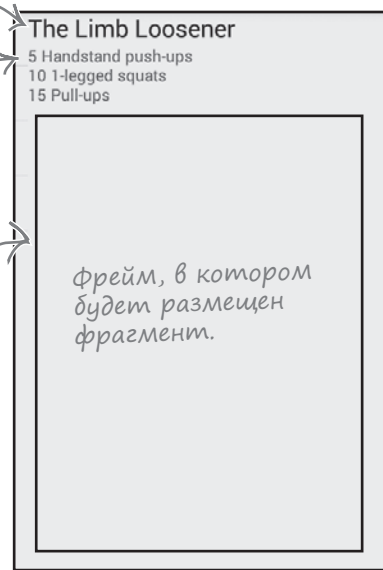 The Limb Loosener
5 Handstand push-ups
10 1-legged squats
15 Pull-ups
Фрейм, в котором
будет размещен
фрагмент.